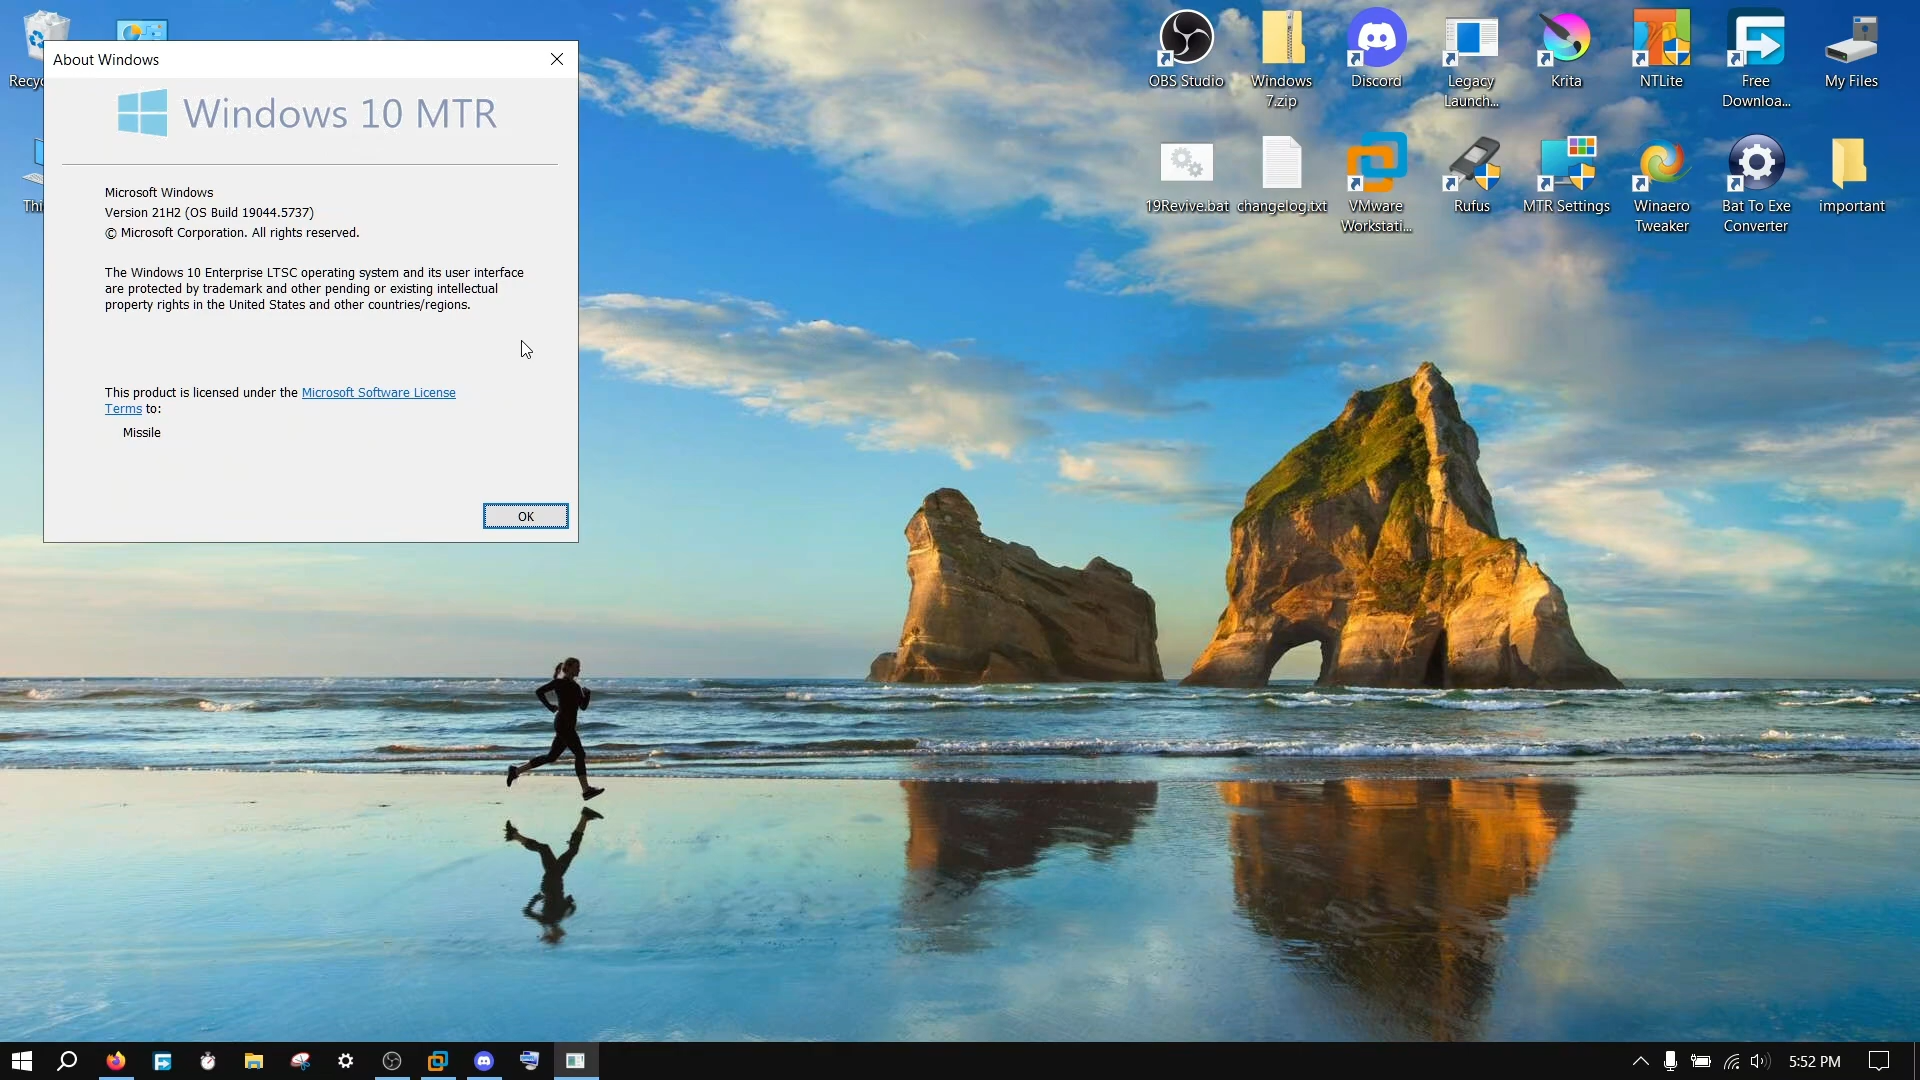 About Windows
Windows 10 MTR
Microsoft Windows
Version 21H2 (OS Build 19044.5737)
© Microsoft Corporation. All rights reserved.
The Windows 10 Enterprise LTSC operating system and its user interface
are protected by trademark and other pending or existing intellectual
property rights in the United States and other countries/regions.
This product is licensed under the Microsoft Software License
Terms to:
Missile
OK
Recyc
Thi
OBS Studio
Windows
7.zip
Discord
Legacy
Launch...
Krita
NTLite
Free
Downloa...
My Files
19Revive.bat
changelog.txt
VMware
Workstati...
Rufus
MTR Settings
Winaero
Tweaker
Bat To Exe
Converter
important
5:52 PM